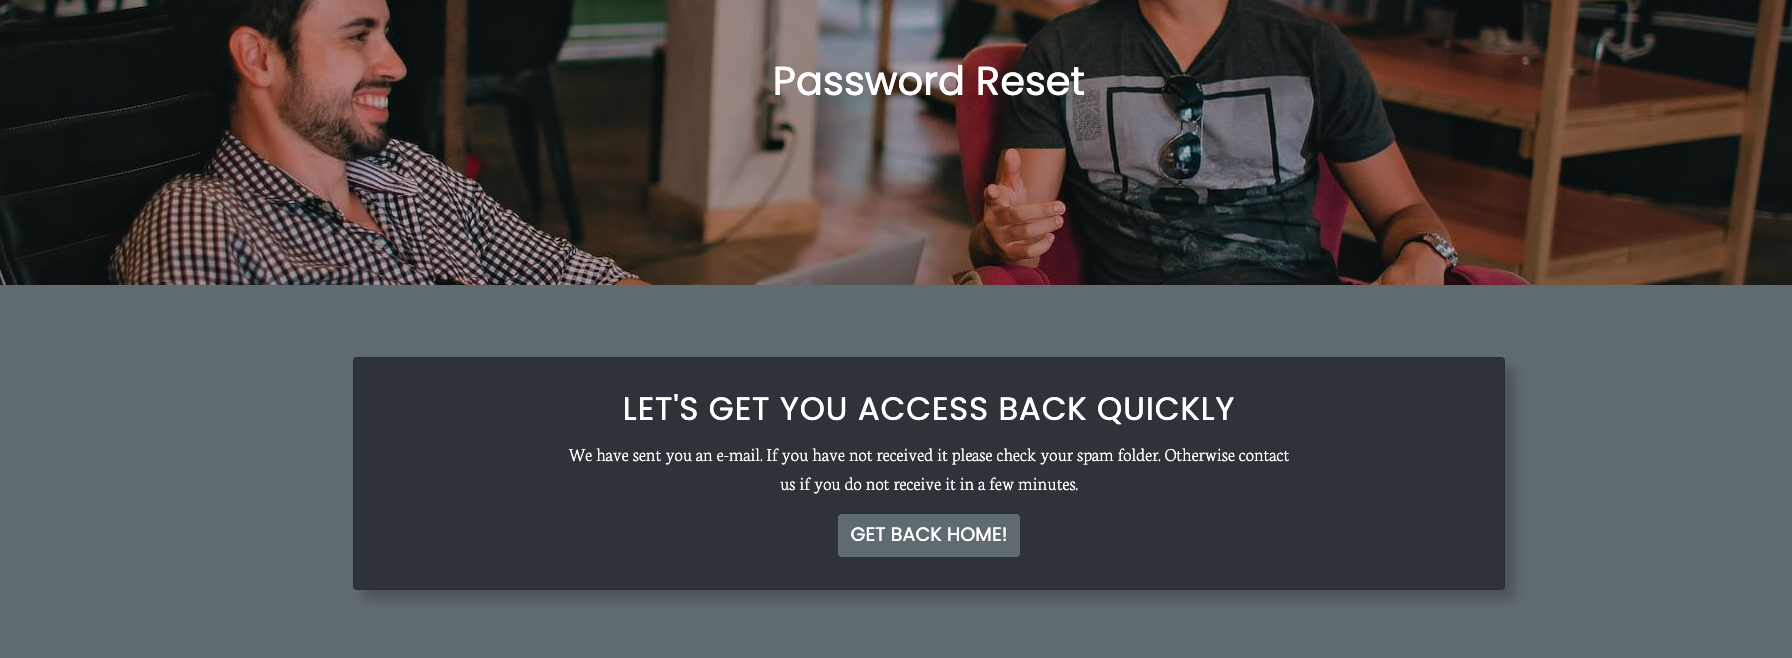 Password Reset
LET'S GET YOU ACCESS BACK QUICKLY
We have sent you an e-mail. If you have not received it please check your spam folder. Otherwise contact
us if you do not receive it in a few minutes.
GET BACK HOME!